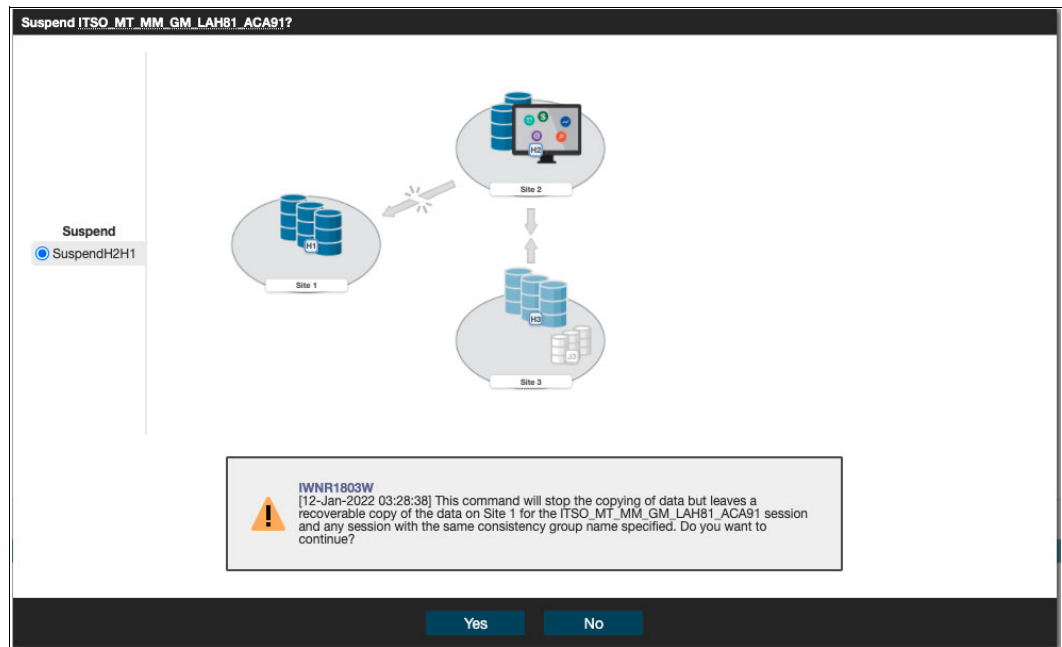 Suspend ITSO_MT_MM_GM_LAH81_ACA91?
H2
Site 2
Suspend
SuspendH2H1
H1
Site 1
H3
J3
Site 3
IWNR1803W
[12-Jan-2022 03:28:38] This command will stop the copying of data but leaves a
recoverable copy of the data on Site 1 for the ITSO_MT_MM_GM_LAH81_ACA91 session
and any session with the same consistency group name specified. Do you want to
continue?
Yes
No